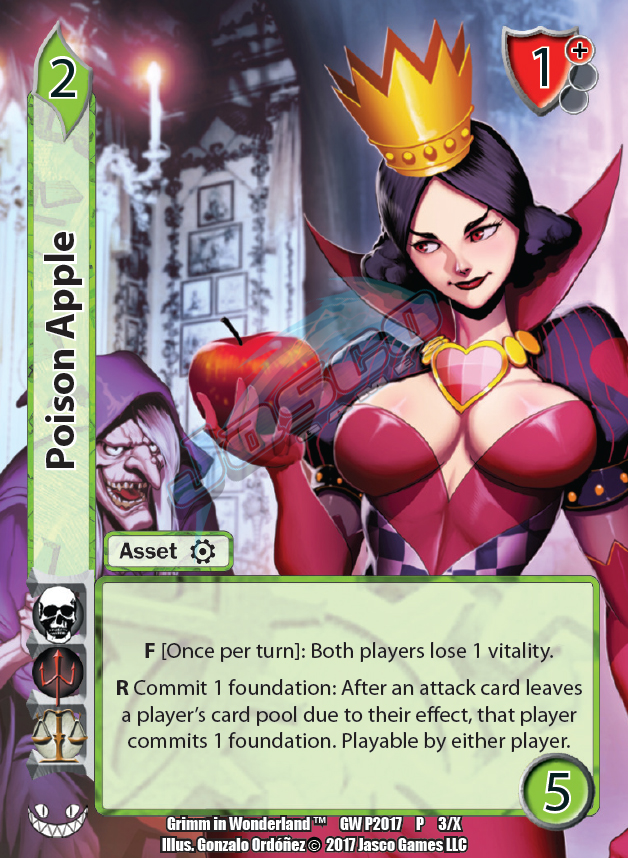 2
1
+
Poison Apple
JASCO
GAMES
Asset
F [Once per turn]: Both players lose 1 vitality.
R Commit 1 foundation: After an attack card leaves
a player's card pool due to their effect, that player
commits 1 foundation. Playable by either player.
5
Grimm in Wonderland™ GW P2017 P 3/X
Illus. Gonzalo Ordóñez © 2017 Jasco Games LLC